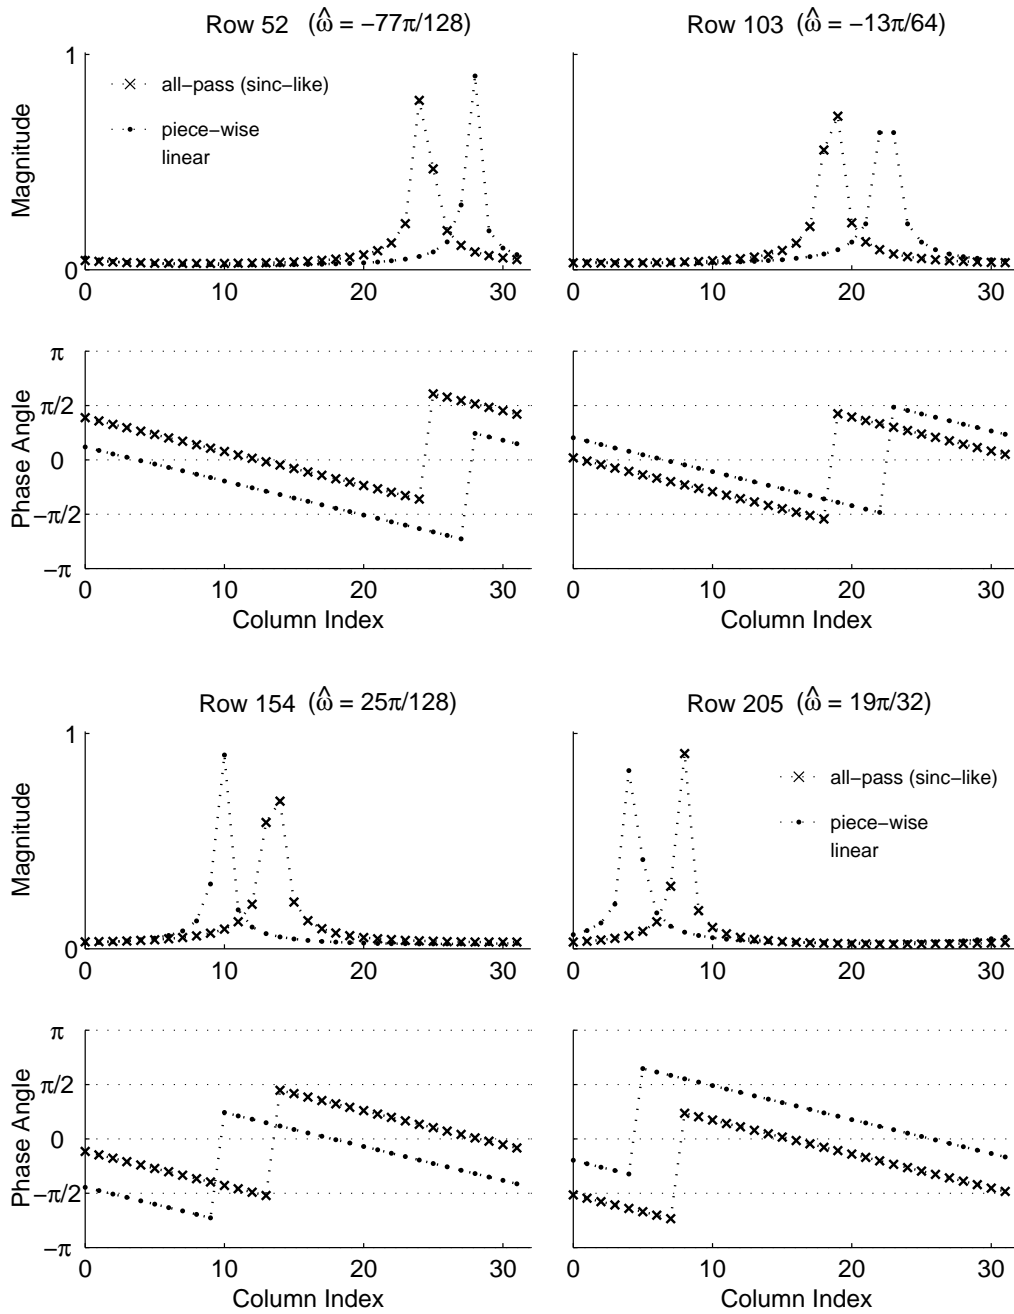 Row 52 (ω̂ = −77π/128)
1
Magnitude
all−pass (sinc−like)
piece−wise
linear
0
0 10 20 30
π
π/2
0
−π/2
−π
Phase Angle
0 10 20 30
Column Index
Row 103 (ω̂ = −13π/64)
0 10 20 30
0 10 20 30
Column Index
Row 154 (ω̂ = 25π/128)
1
Magnitude
0
0 10 20 30
π
π/2
0
−π/2
−π
Phase Angle
0 10 20 30
Column Index
Row 205 (ω̂ = 19π/32)
all−pass (sinc−like)
piece−wise
linear
0 10 20 30
0 10 20 30
Column Index